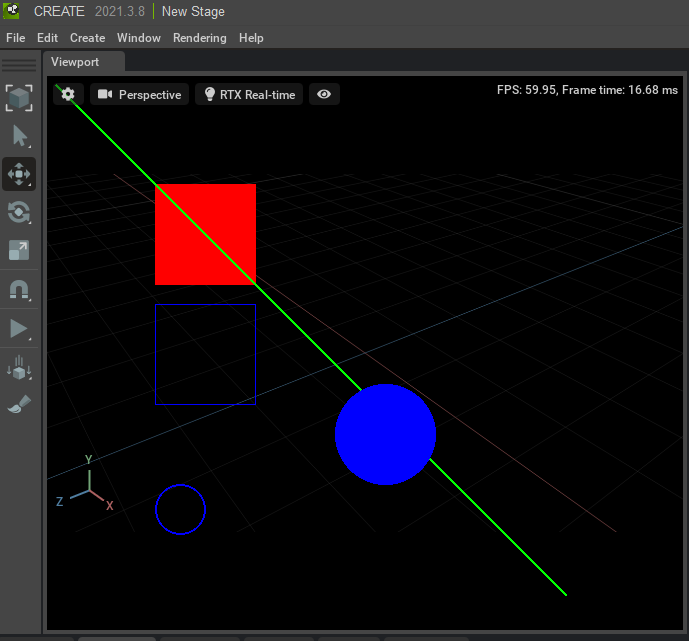 CREATE 2021.3.8 | New Stage
File Edit Create Window Rendering Help
Viewport
Perspective RTX Real-time FPS: 59.95, Frame time: 16.68 ms
Y
Z X